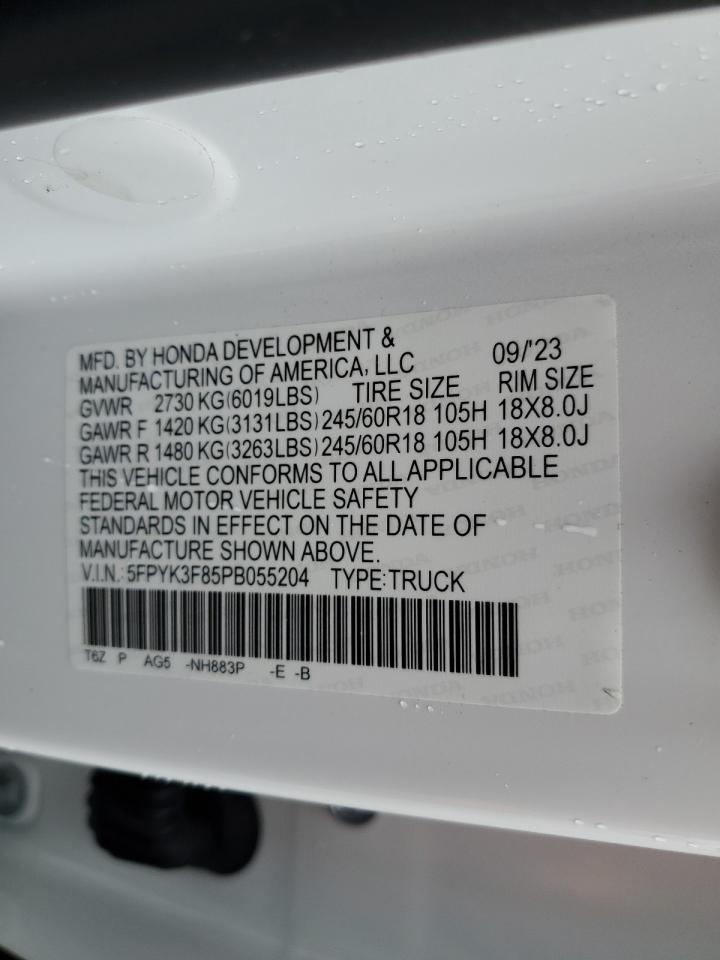 MFD. BY HONDA DEVELOPMENT &
MANUFACTURING OF AMERICA, LLC 09/'23
GVWR 2730 KG(6019LBS) TIRE SIZE RIM SIZE
GAWR F 1420 KG(3131LBS) 245/60R18 105H 18X8.0J
GAWR R 1480 KG(3263LBS) 245/60R18 105H 18X8.0J
THIS VEHICLE CONFORMS TO ALL APPLICABLE
FEDERAL MOTOR VEHICLE SAFETY
STANDARDS IN EFFECT ON THE DATE OF
MANUFACTURE SHOWN ABOVE.
V.I.N.: 5FPYK3F85PB055204 TYPE:TRUCK
T6Z P AG5 -NH883P -E -B